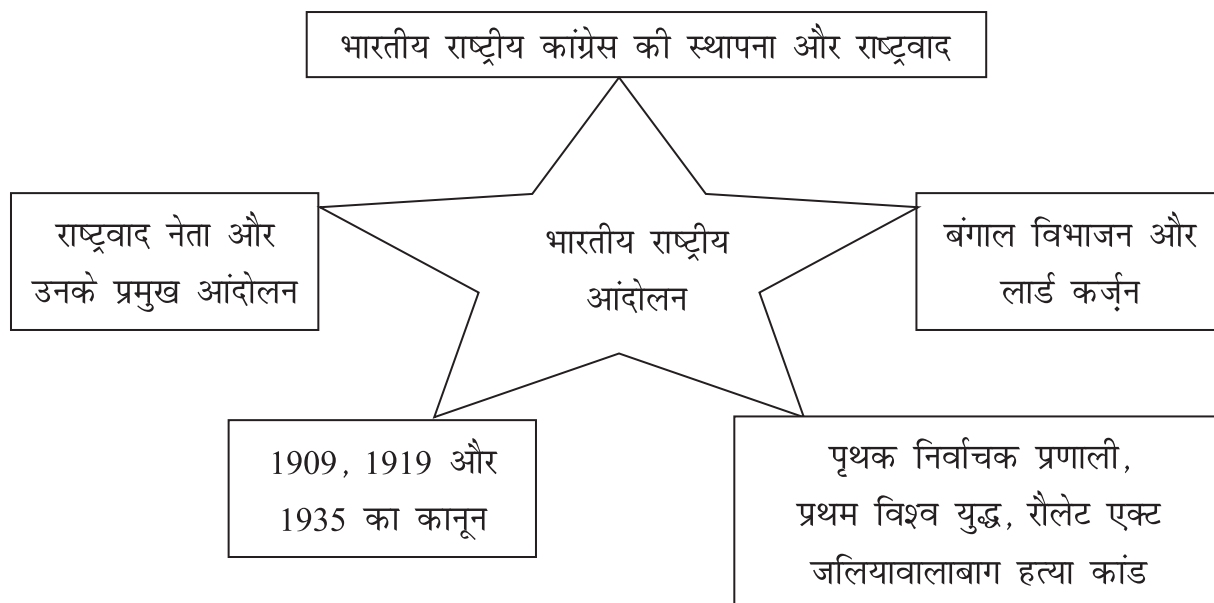 भारतीय राष्ट्रीय कांग्रेस की स्थापना और राष्ट्रवाद
राष्ट्रवाद नेता और
उनके प्रमुख आंदोलन
भारतीय राष्ट्रीय
आंदोलन
बंगाल विभाजन और
लार्ड कर्ज़न
1909, 1919 और
1935 का कानून
पृथक निर्वाचक प्रणाली,
प्रथम विश्व युद्ध, रौलेट एक्ट
जलियावालाबाग हत्या कांड